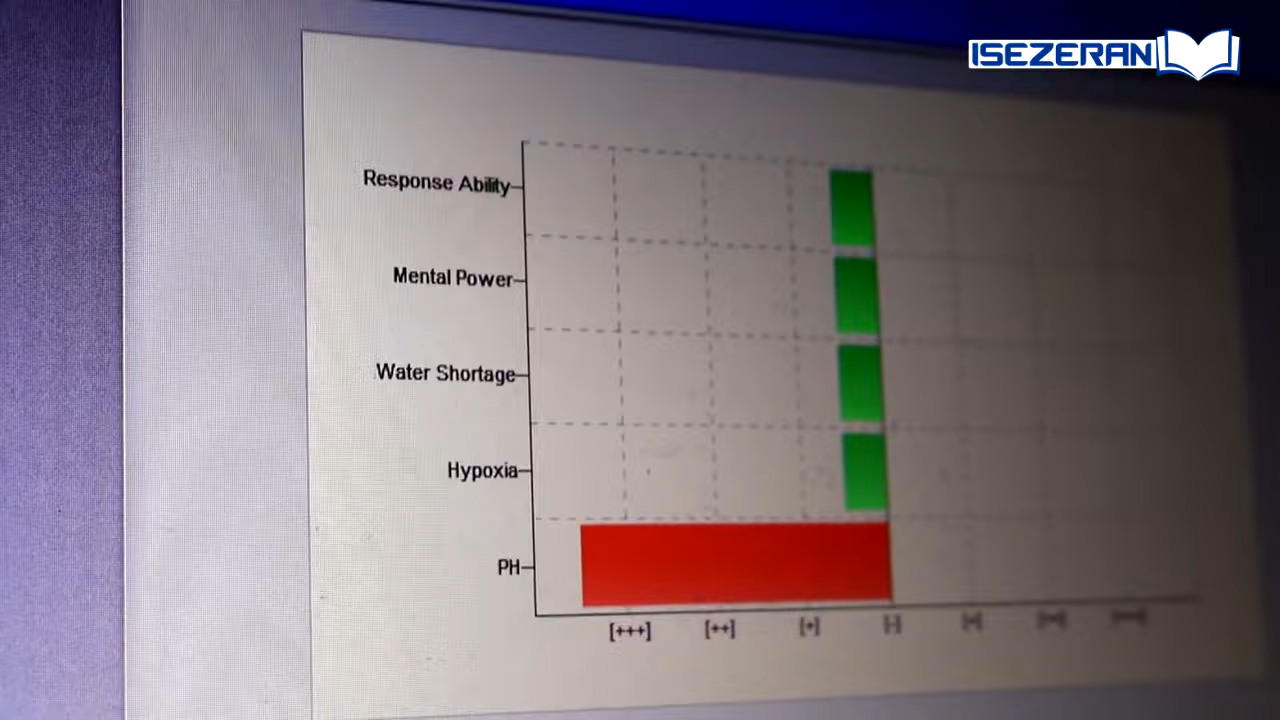 ISEZERAN
Response Ability
Mental Power
Water Shortage
Hypoxia
PH
[+++] [++] [+] [-]